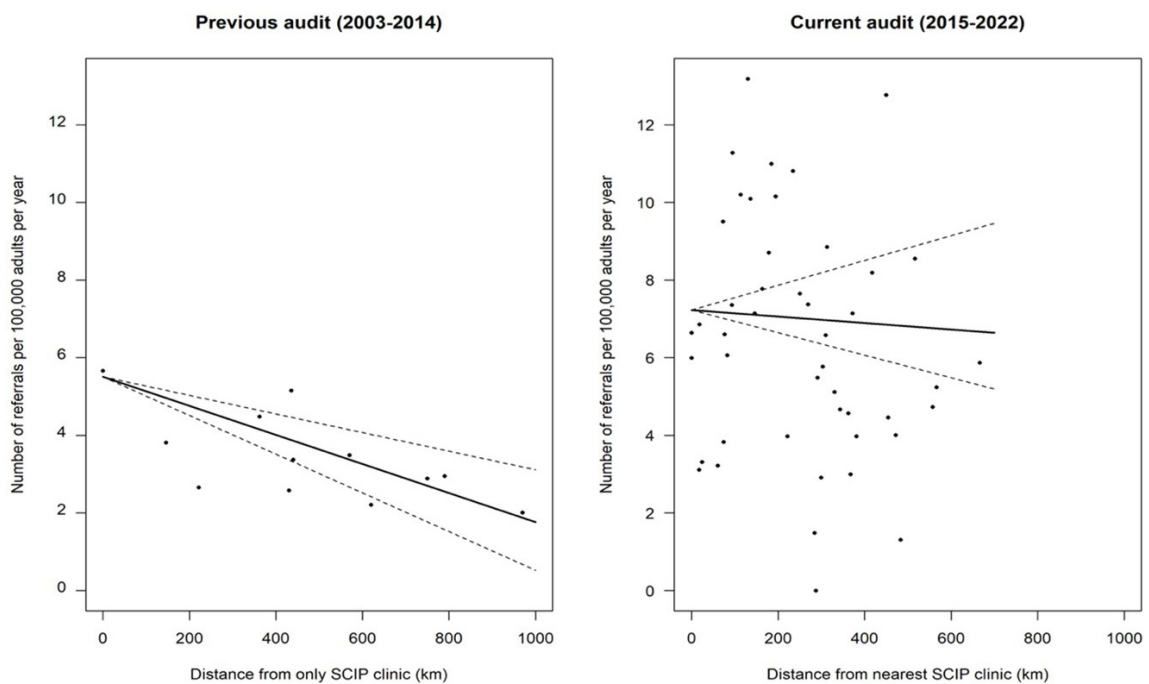 Previous audit (2003-2014)
Number of referrals per 100,000 adults per year
12
10
8
6
4
2
0
0 200 400 600 800 1000
Distance from only SCIP clinic (km)
Current audit (2015-2022)
Number of referrals per 100,000 adults per year
12
10
8
6
4
2
0
0 200 400 600 800 1000
Distance from nearest SCIP clinic (km)